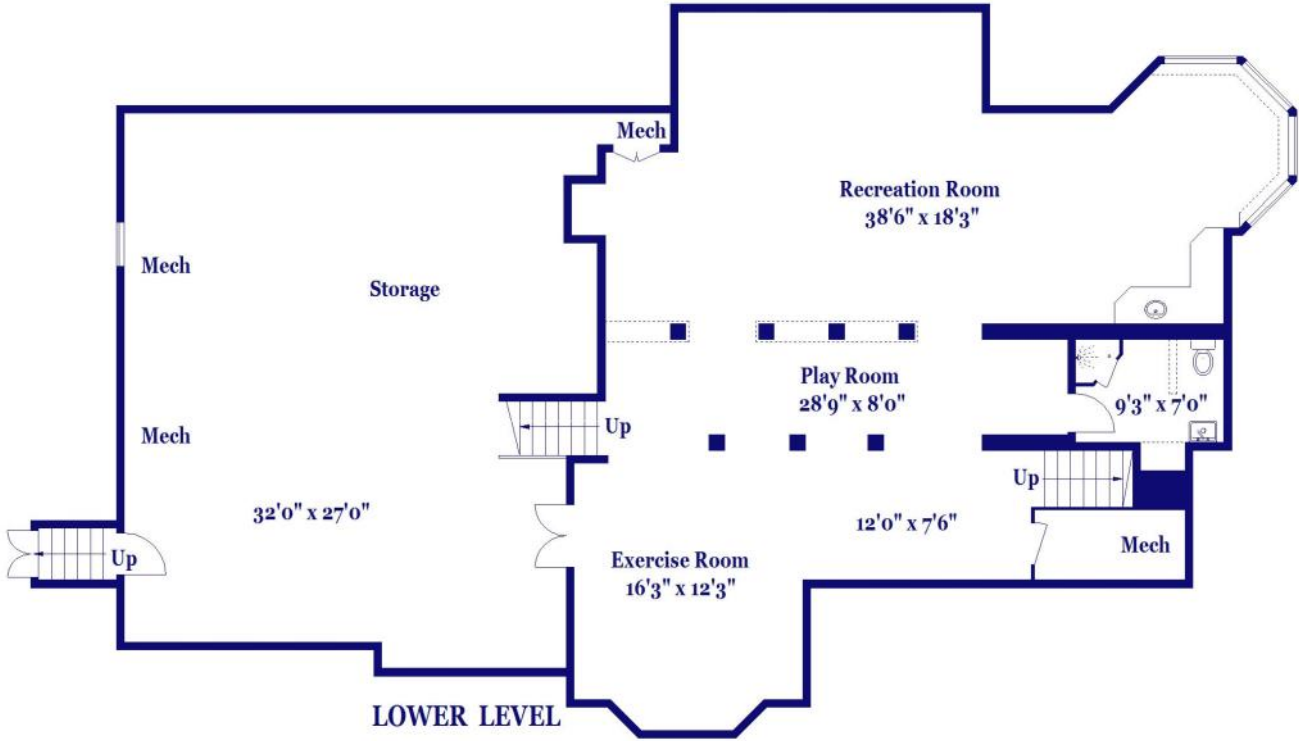 Mech
Recreation Room
38'6" x 18'3"
Mech
Storage
Play Room
28'9" x 8'0"
9'3" x 7'0"
Up
Mech
Up
32'0" x 27'0"
12'0" x 7'6"
Up
Exercise Room
16'3" x 12'3"
Mech
LOWER LEVEL